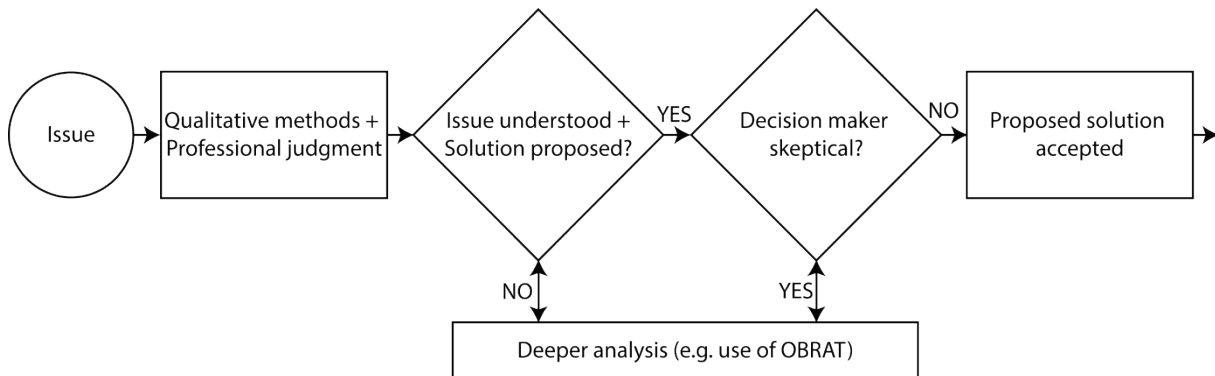 Issue
Qualitative methods +
Professional judgment
Issue understood +
Solution proposed?
YES
Decision maker
skeptical?
NO
Proposed solution
accepted
NO
YES
Deeper analysis (e.g. use of OBRAT)